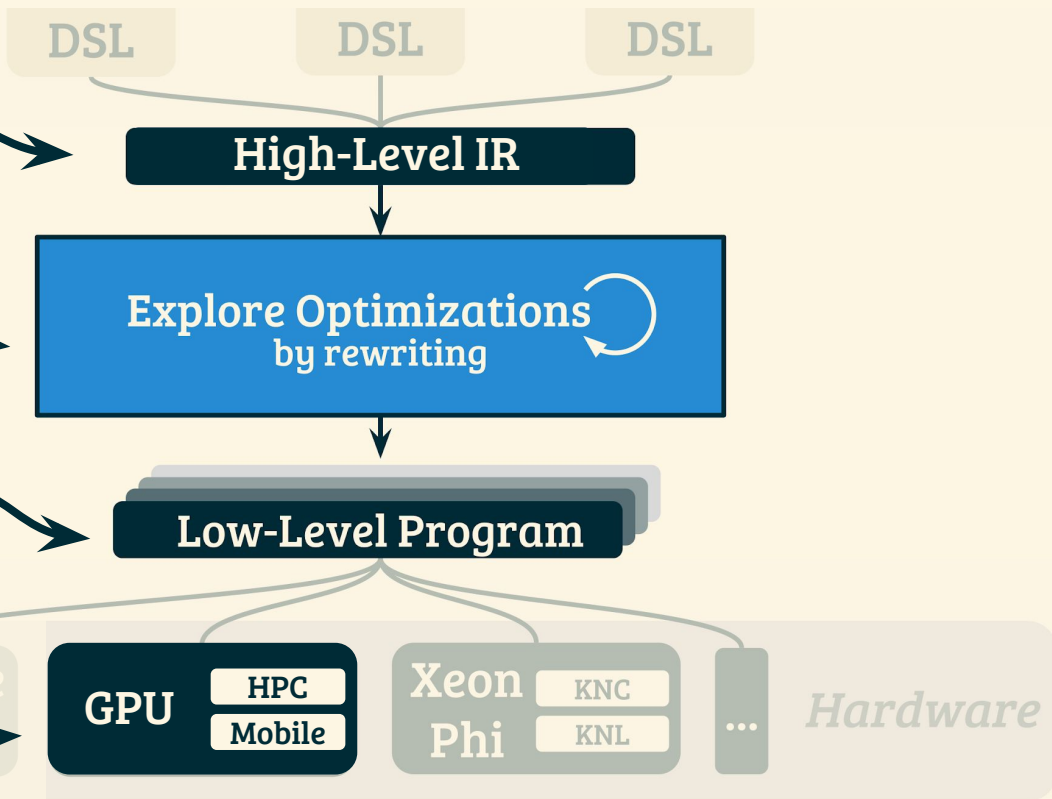 DSL DSL DSL
High-Level IR
Explore Optimizations
by rewriting
Low-Level Program
GPU
HPC
Mobile
Xeon
Phi
KNC
KNL
...
Hardware